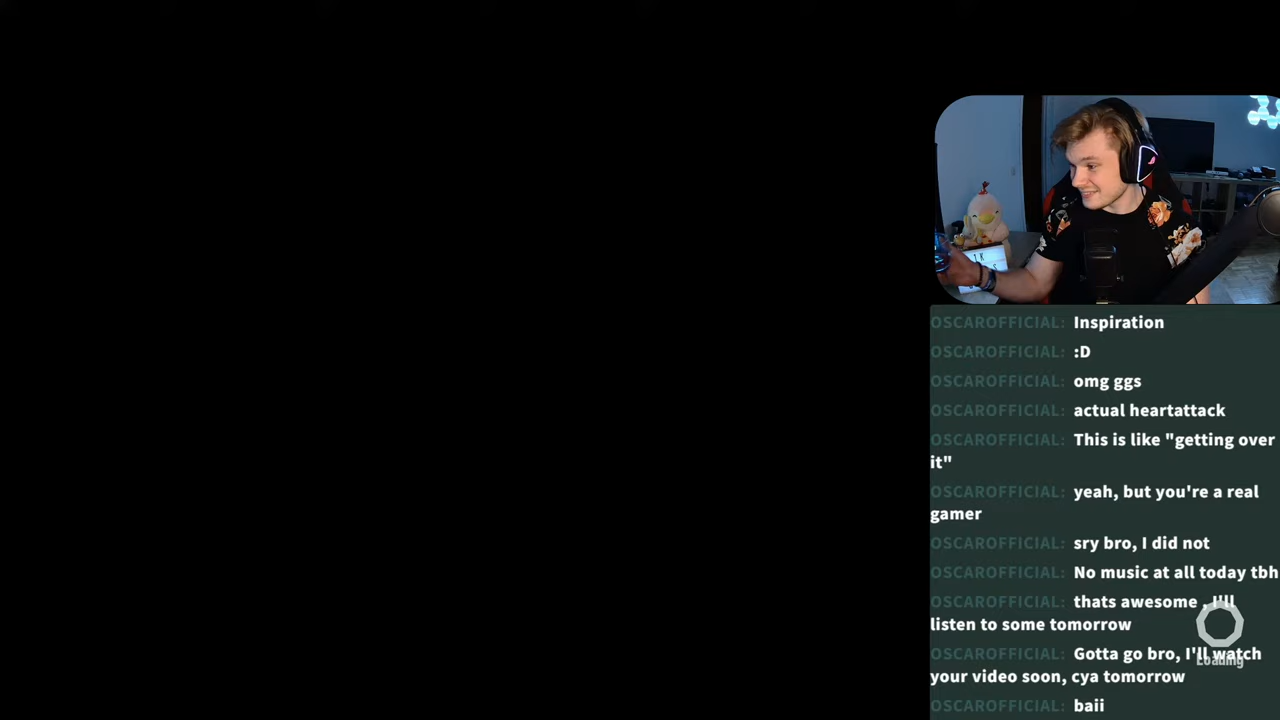 OSCAROFFICIAL: Inspiration
OSCAROFFICIAL: :D
OSCAROFFICIAL: omg ggs
OSCAROFFICIAL: actual heartattack
OSCAROFFICIAL: This is like "getting over
it"
OSCAROFFICIAL: yeah, but you're a real
gamer
OSCAROFFICIAL: sry bro, I did not
OSCAROFFICIAL: No music at all today tbh
OSCAROFFICIAL: thats awesome , I'll
listen to some tomorrow
OSCAROFFICIAL: Gotta go bro, I'll watch
Loading
your video soon, cya tomorrow
OSCAROFFICIAL: baii